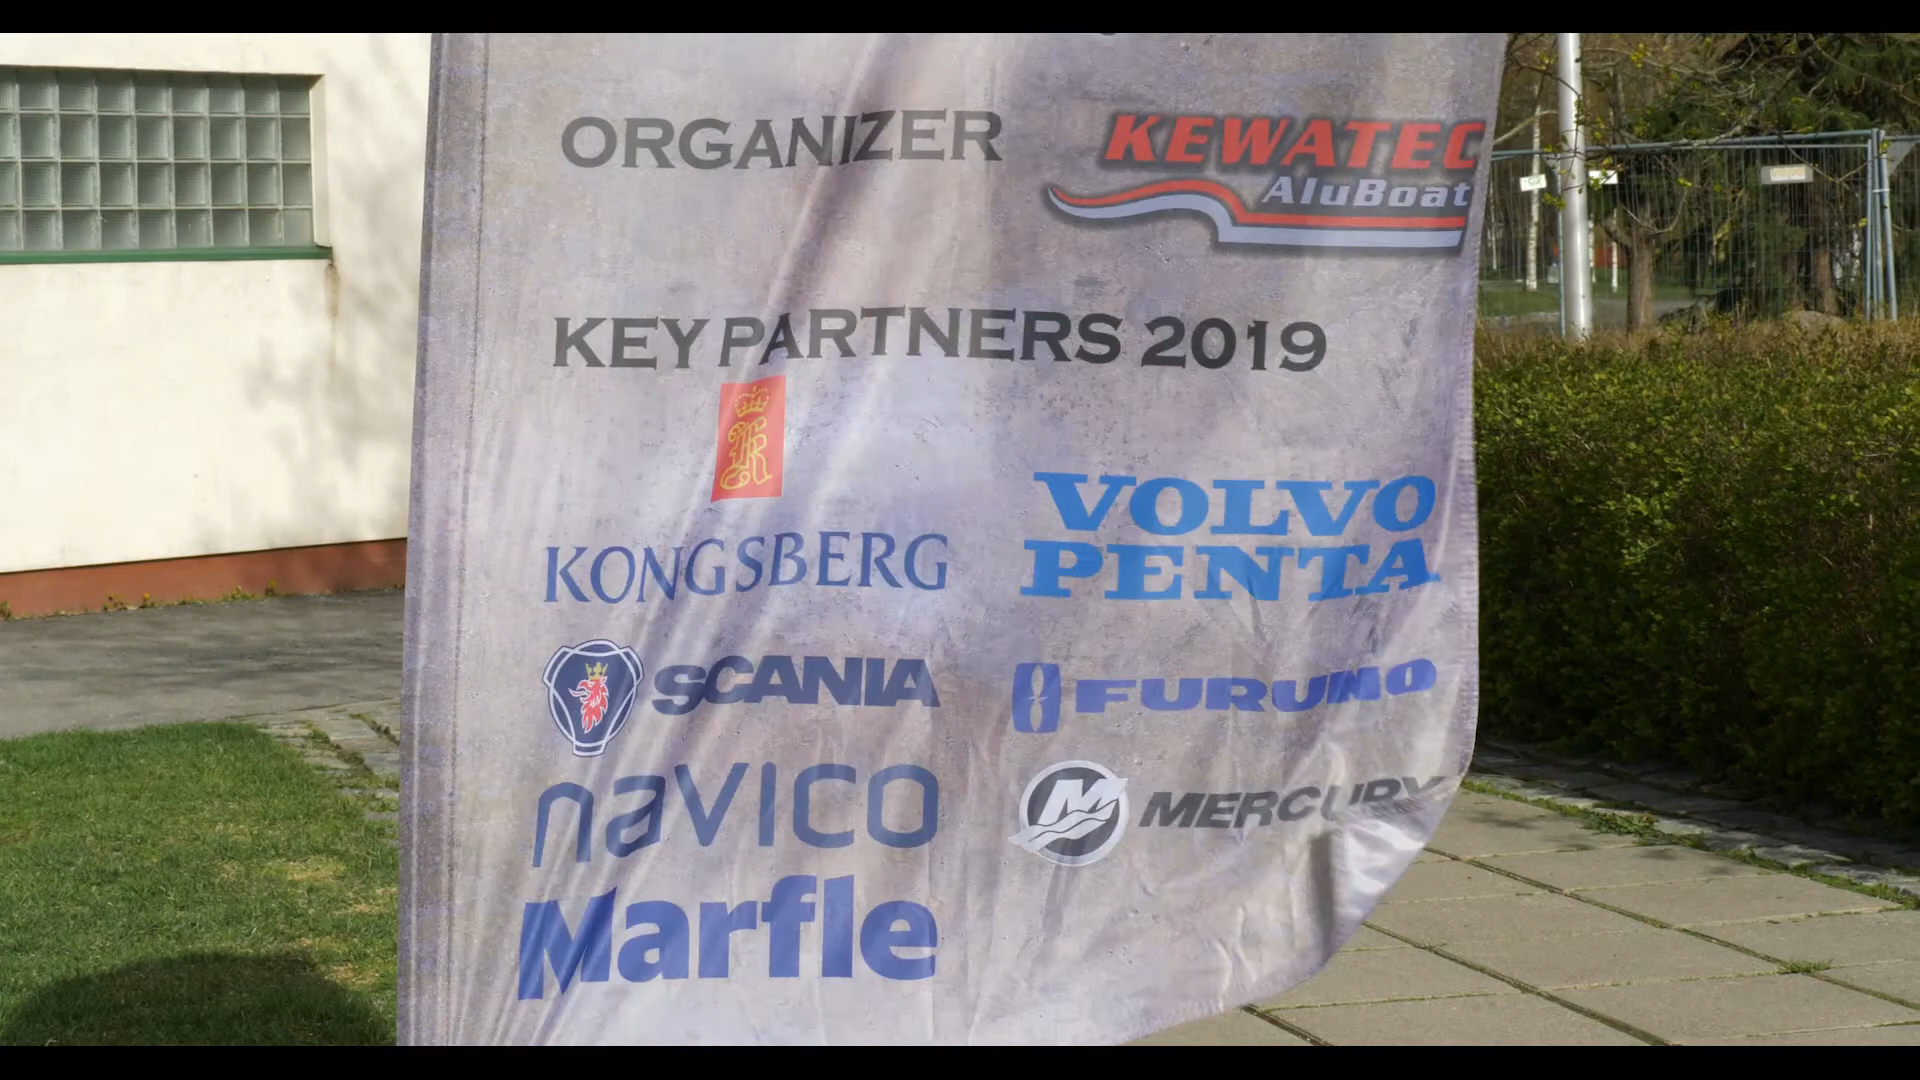 ORGANIZER
KEWATEC
AluBoat
KEY PARTNERS 2019
KONGSBERG
VOLVO
PENTA
SCANIA
FURUNO
navico
MERCURY
Marfle